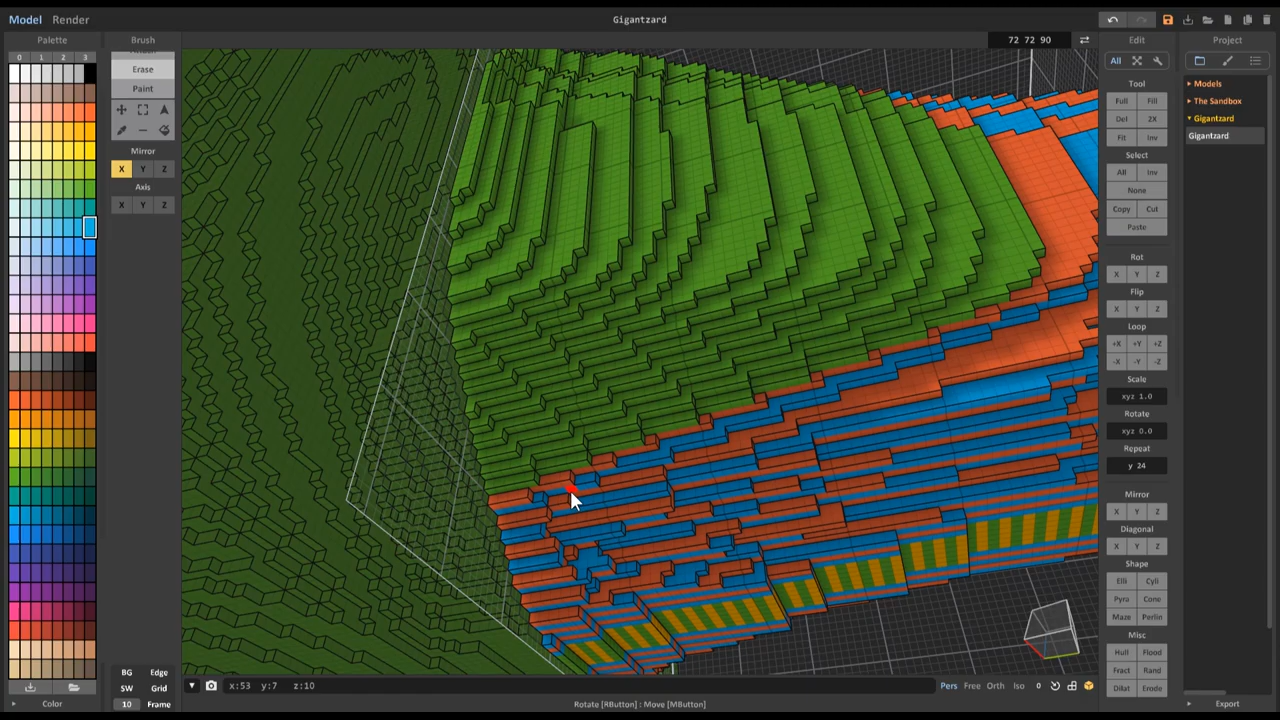 Model Render
Gigantzard
Palette
Brush
72 72 90
Edit
Project
0 1 2 3
Erase
Paint
Mirror
X Y Z
Axis
X Y Z
All
Tool
Full Fill
Del 2X
Fit Inv
Select
All Inv
None
Copy Cut
Paste
Rot
X Y Z
Flip
X Y Z
Loop
+X +Y +Z
-X -Y -Z
Scale
xyz 1.0
Rotate
xyz 0.0
Repeat
y 24
Mirror
X Y Z
Diagonal
X Y Z
Shape
Elli Cyli
Pyra Cone
Maze Perlin
Misc
Hull Flood
Fract Rand
Dilat Erode
Models
The Sandbox
Gigantzard
Gigantzard
BG Edge
SW Grid
10 Frame
x:53 y:7 z:10
Pers Free Orth Iso 0
Color
Rotate [RButton] : Move [MButton]
Export